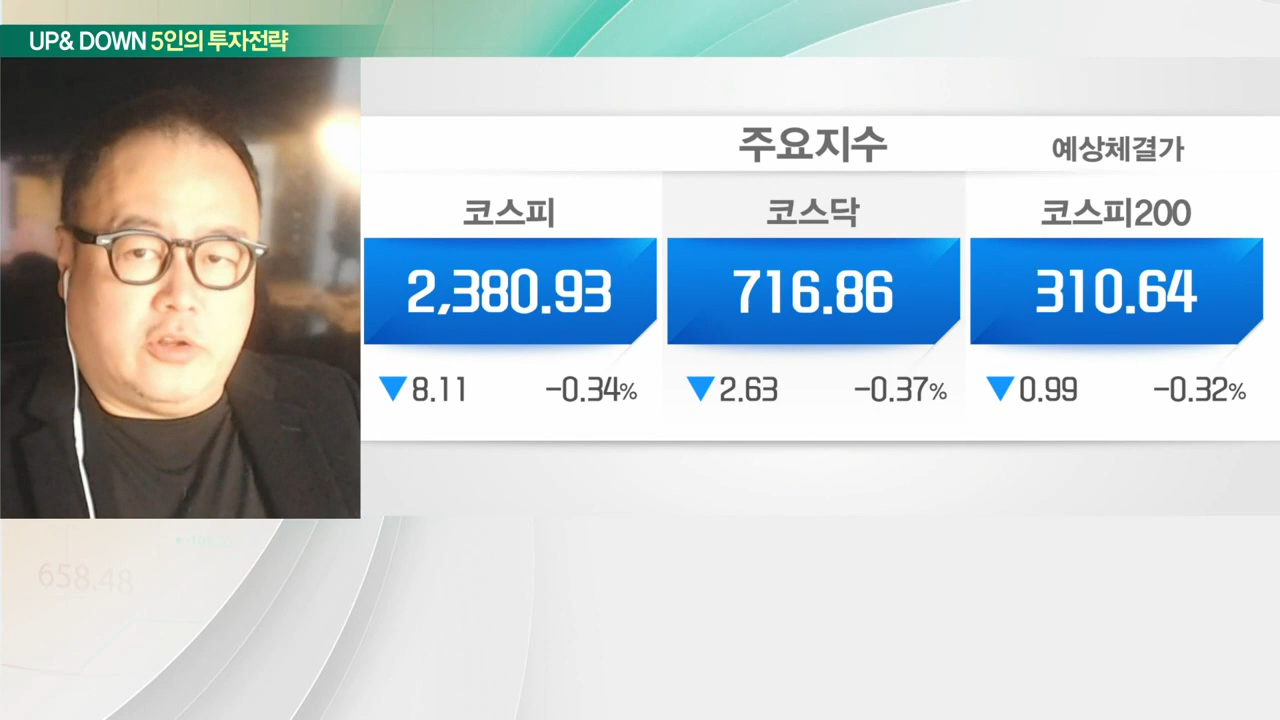 UP& DOWN 5인의 투자전략
주요지수
예상체결가
코스피
코스닥
코스피200
2,380.93
716.86
310.64
▼8.11 -0.34%
▼2.63 -0.37%
▼0.99 -0.32%
658.48